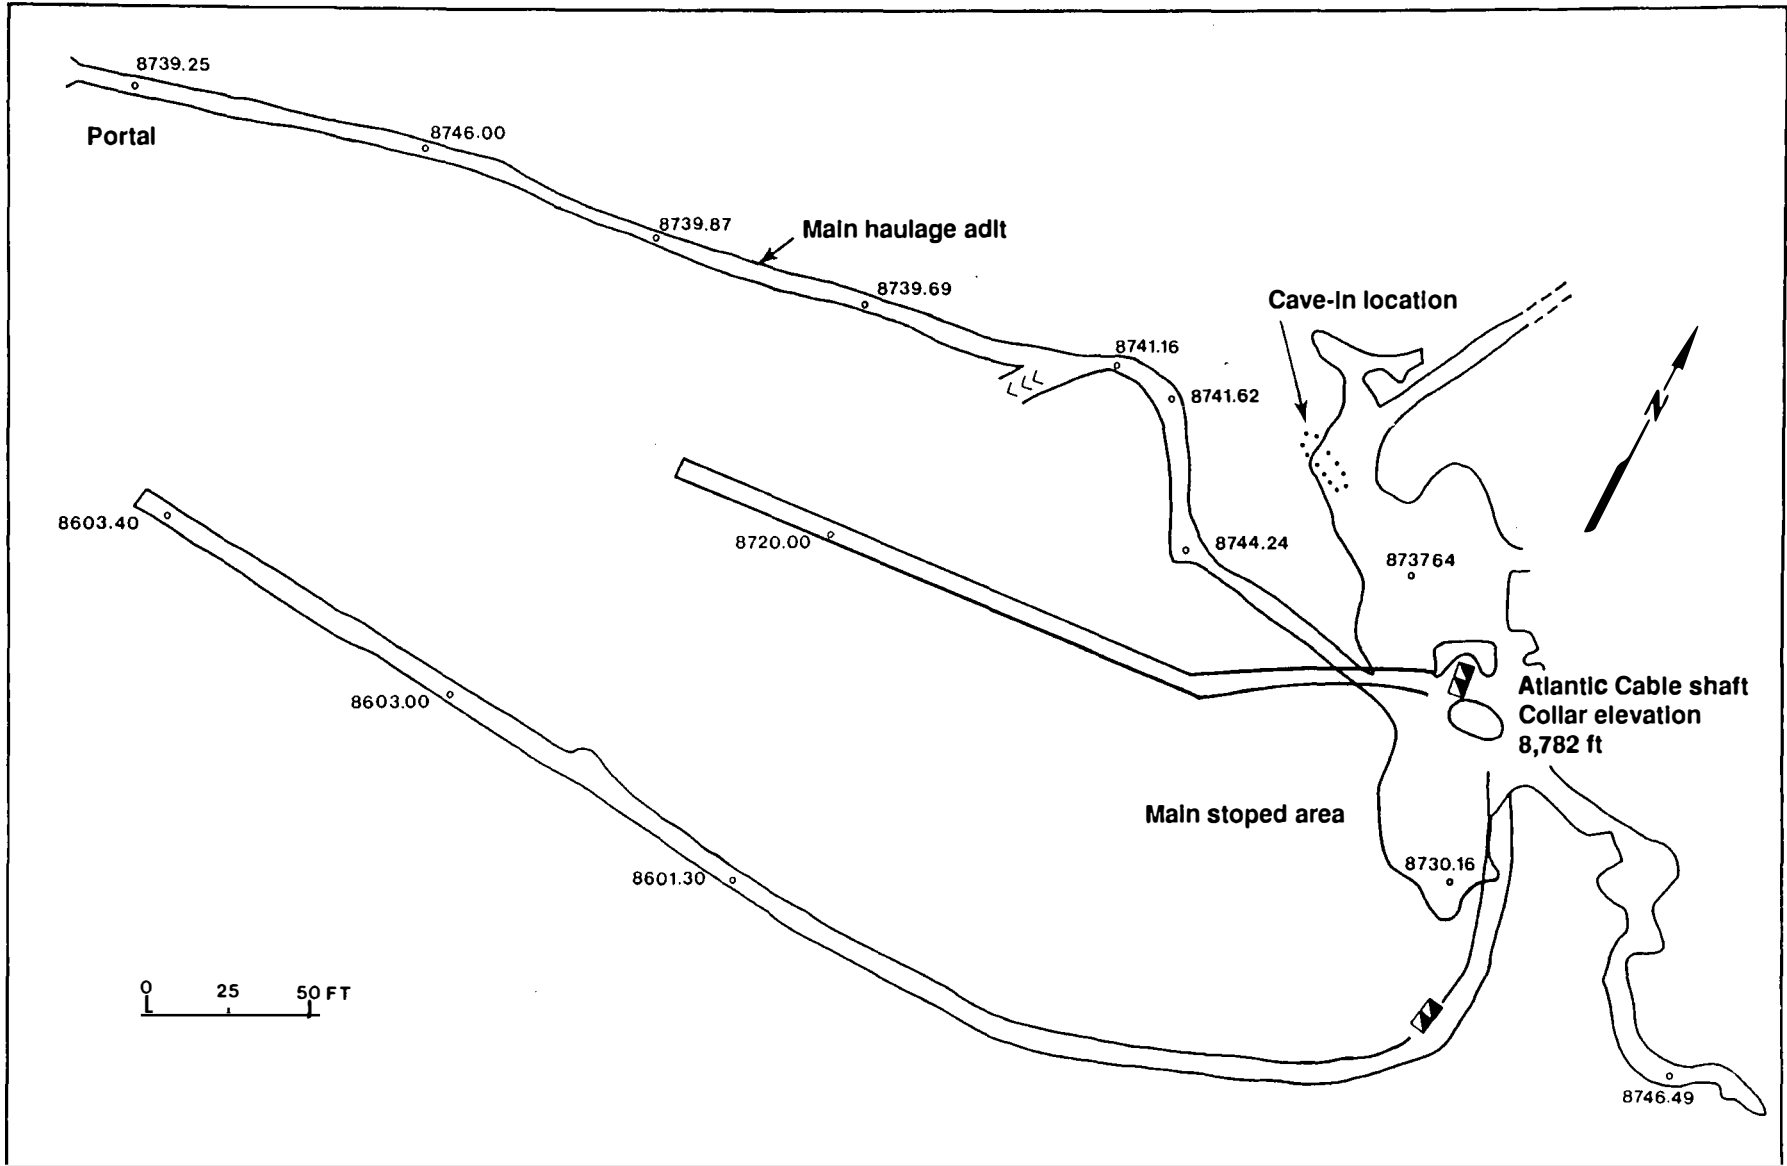 8739.25
Portal
8746.00
8739.87
Main haulage adit
8739.69
Cave-in location
8741.16
8741.62
N
8603.40
8720.00
8744.24
873764
8603.00
Atlantic Cable shaft
Collar elevation
8,782 ft
Main stoped area
8730.16
8601.30
0 25 50 FT
8746.49